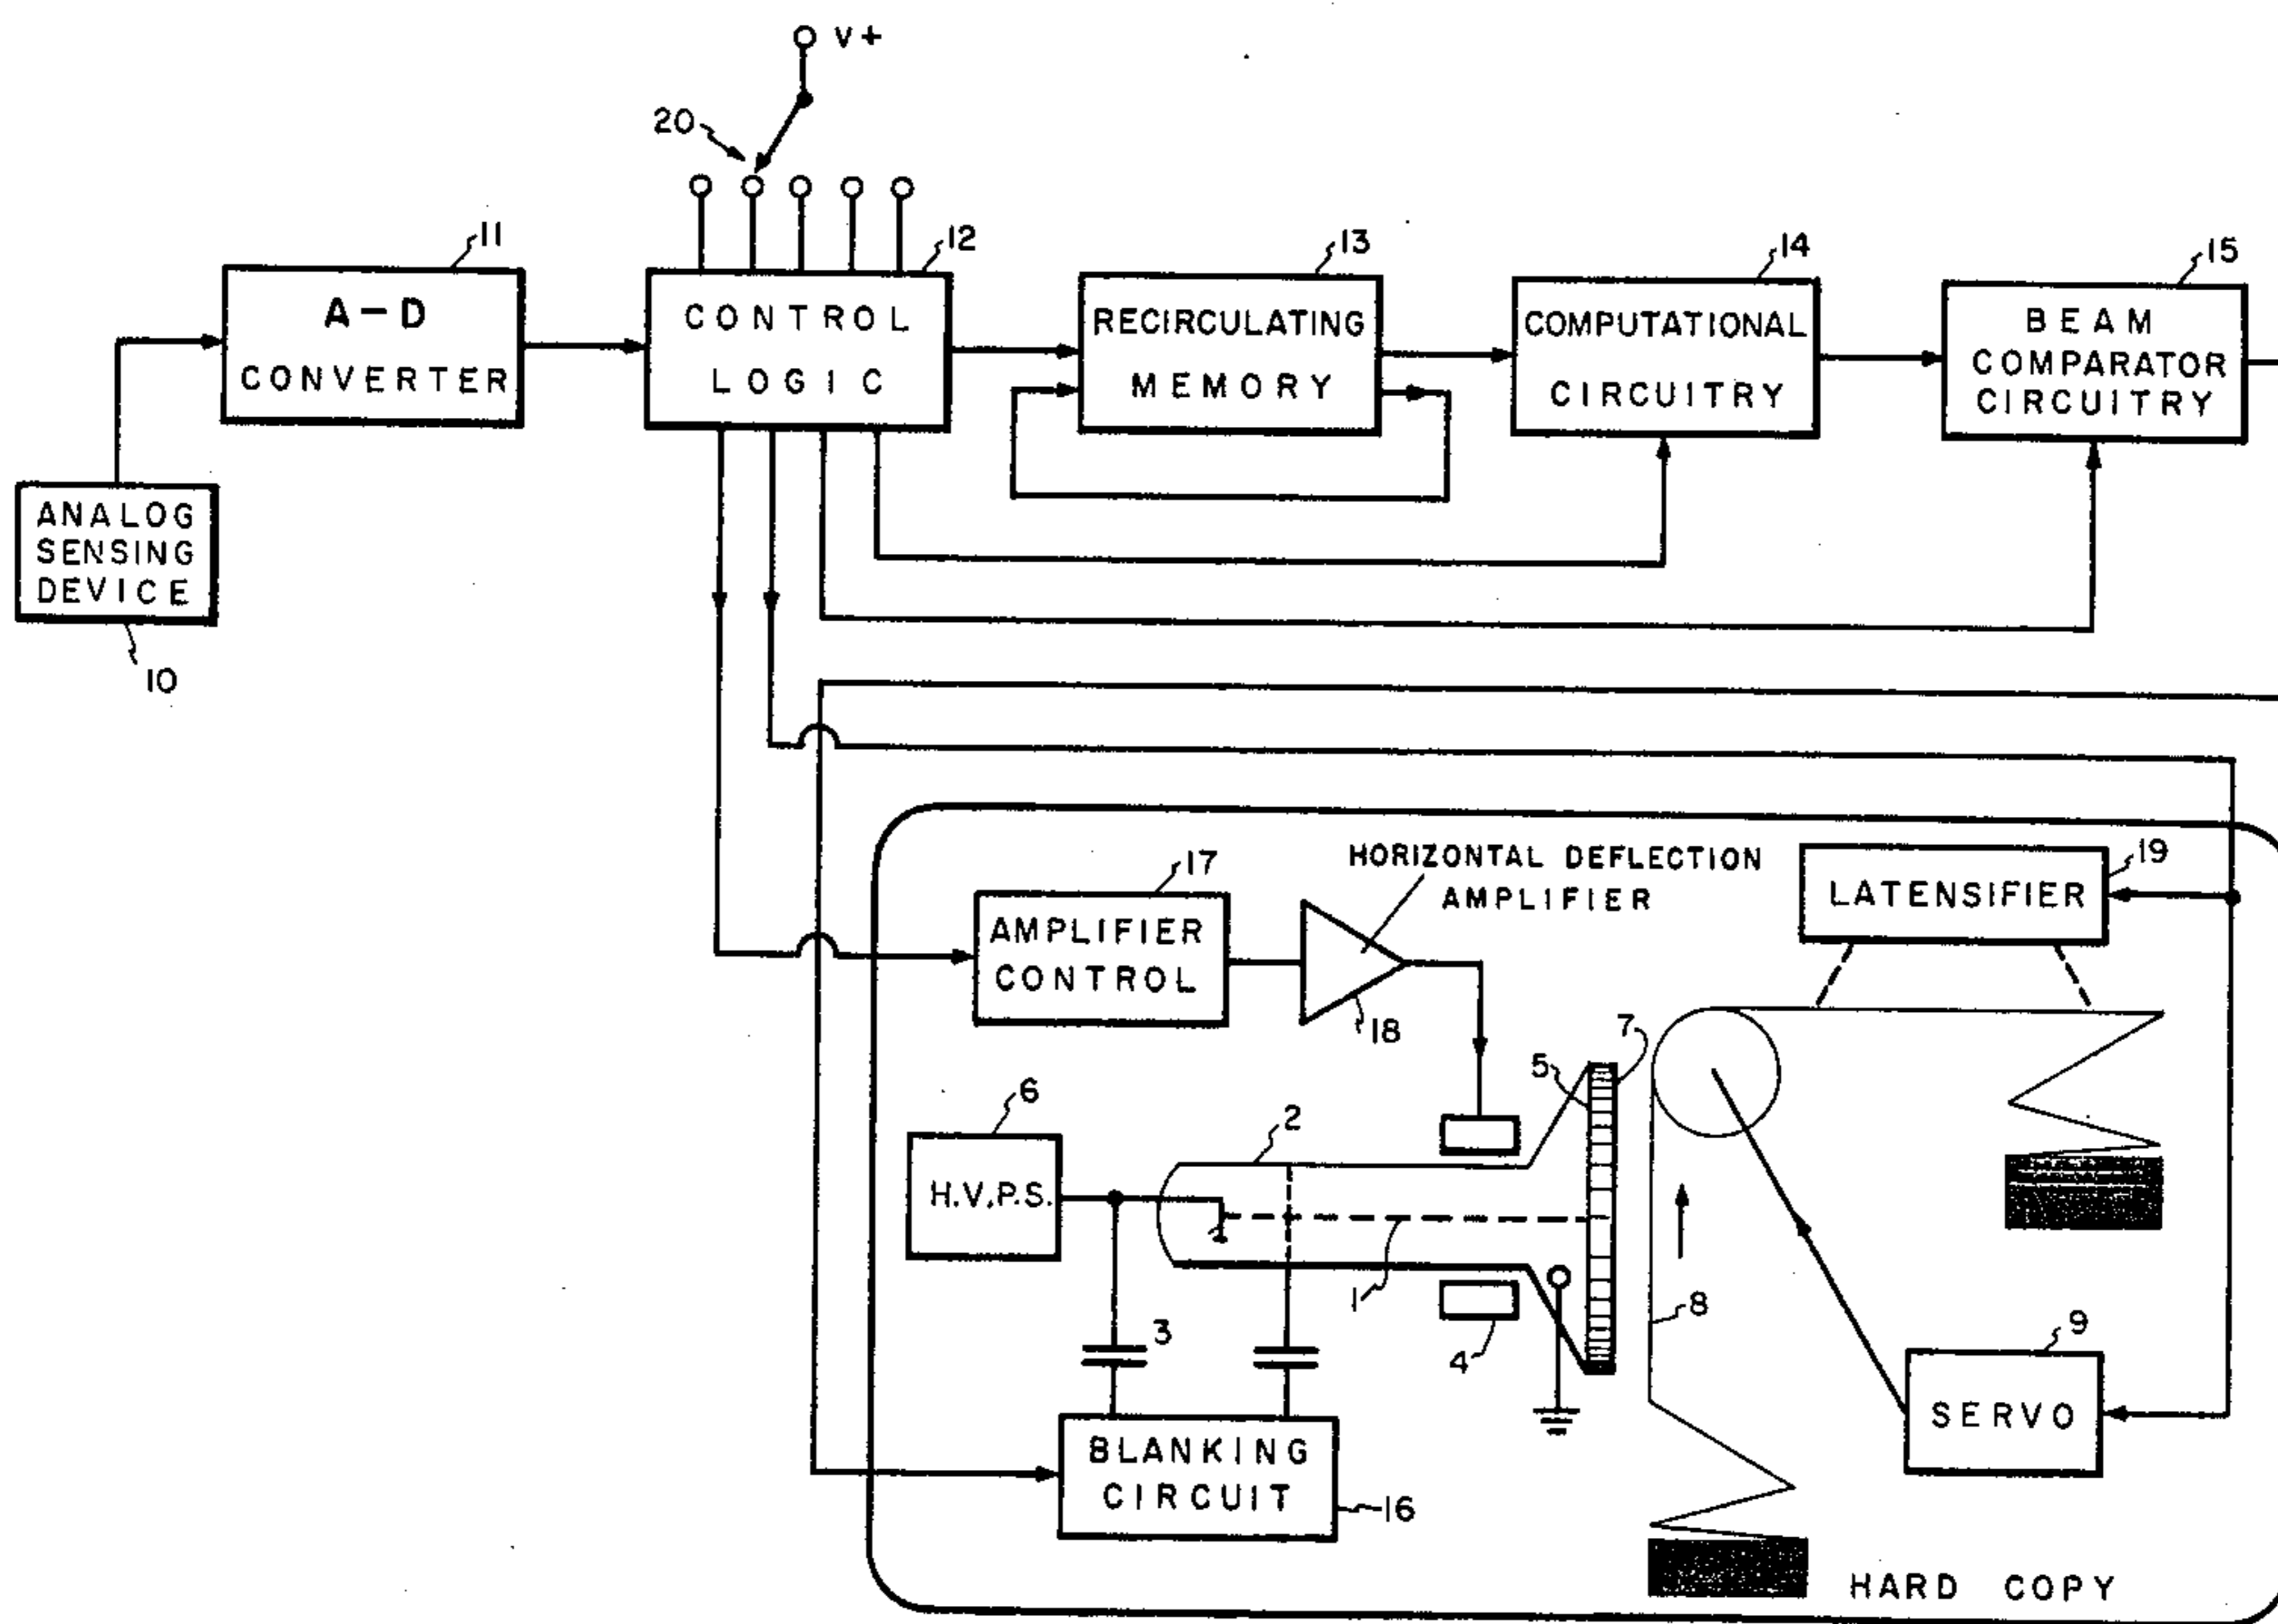 V+
20
11
12
13
14
15
A-D
CONVERTER
CONTROL
LOGIC
RECIRCULATING
MEMORY
COMPUTATIONAL
CIRCUITRY
BEAM
COMPARATOR
CIRCUITRY
ANALOG
SENSING
DEVICE
10
17
HORIZONTAL DEFLECTION
AMPLIFIER
19
LATENSIFIER
AMPLIFIER
CONTROL
18
7
5
6
2
H.V.P.S.
1
8
3
4
9
SERVO
BLANKING
CIRCUIT
16
HARD COPY